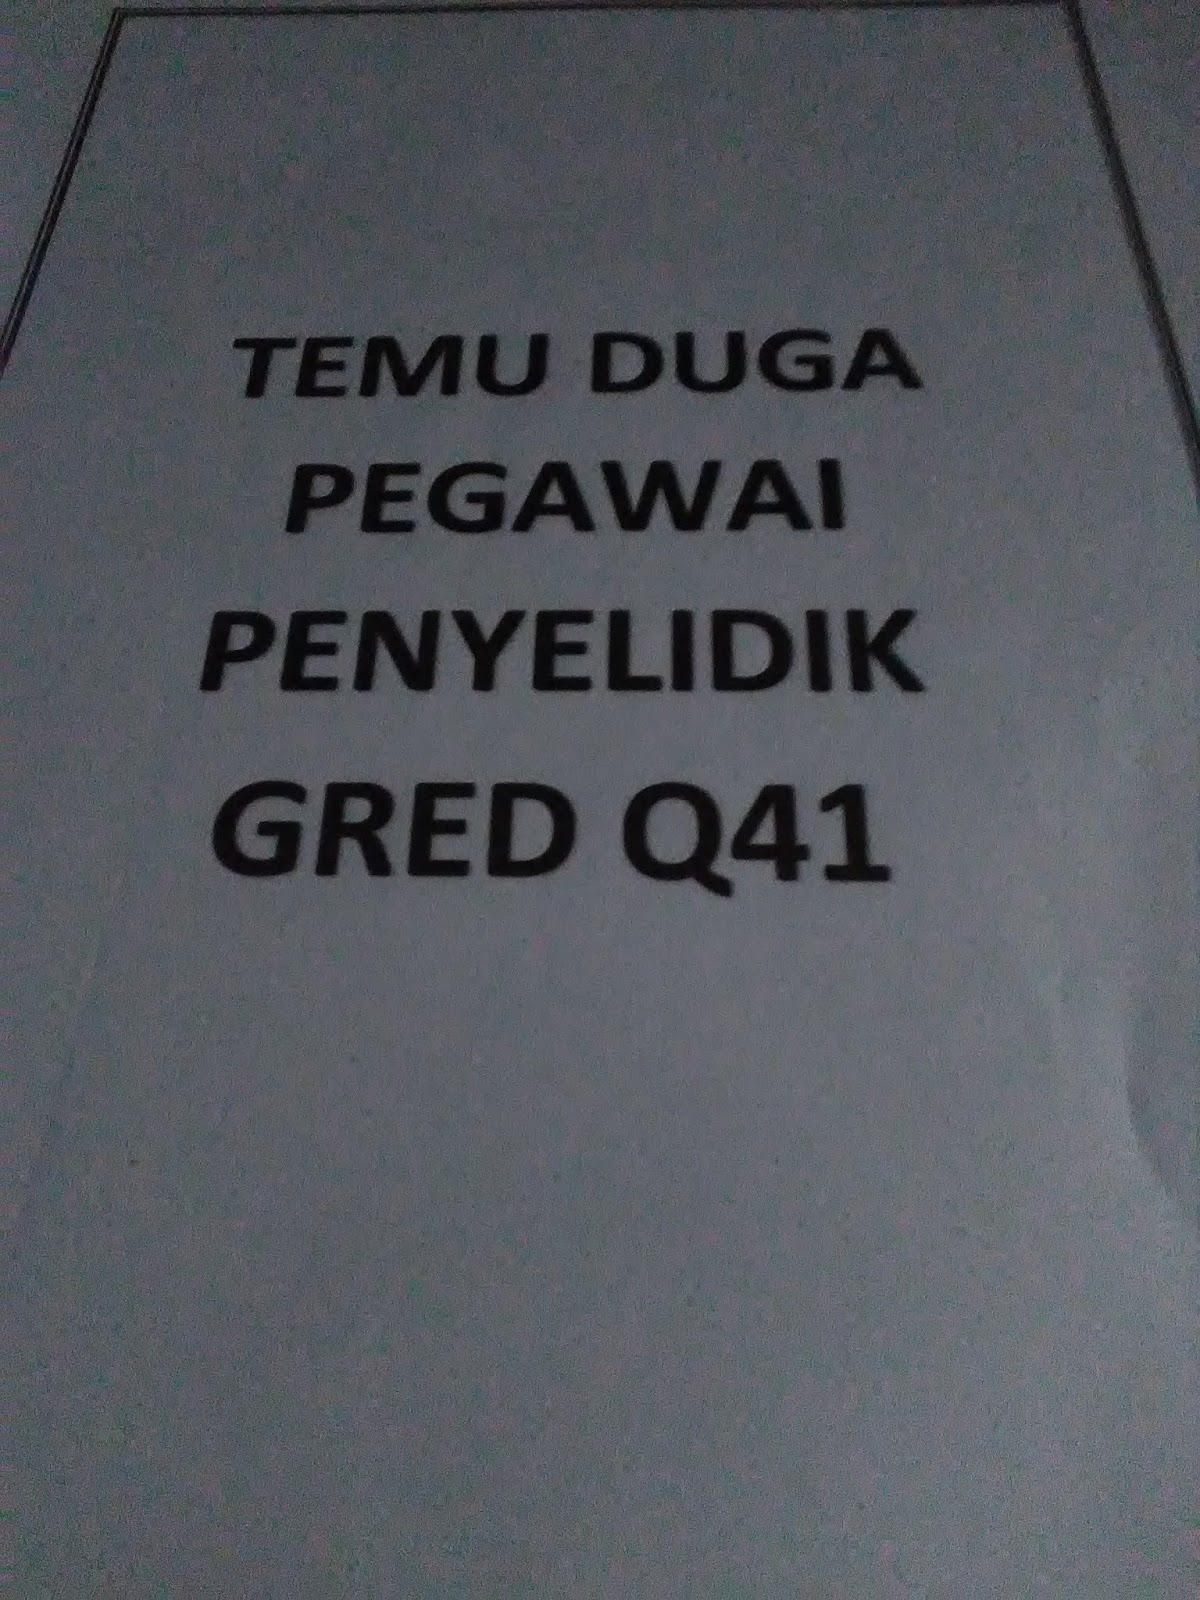 TEMU DUGA
PEGAWAI
PENYELIDIK
GRED Q41